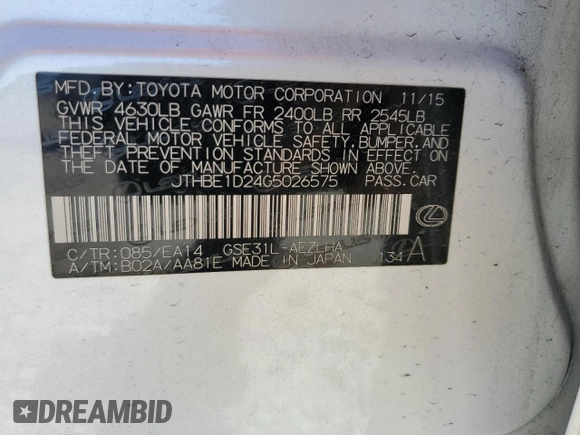 MFD. BY: TOYOTA MOTOR CORPORATION 11/15
GVWR 4630LB GAWR FR 2400LB RR 2545LB
THIS VEHICLE CONFORMS TO ALL APPLICABLE
FEDERAL MOTOR VEHICLE SAFETY, BUMPER, AND
THEFT PREVENTION STANDARDS IN EFFECT ON
THE DATE OF MANUFACTURE SHOWN ABOVE.
JTHBE1D24G5026575 PASS. CAR
C/TR: 085/EA14 GSE31L-AEZLHA
A/TM: B02A/AA81E MADE IN JAPAN 134 A
DREAMBID